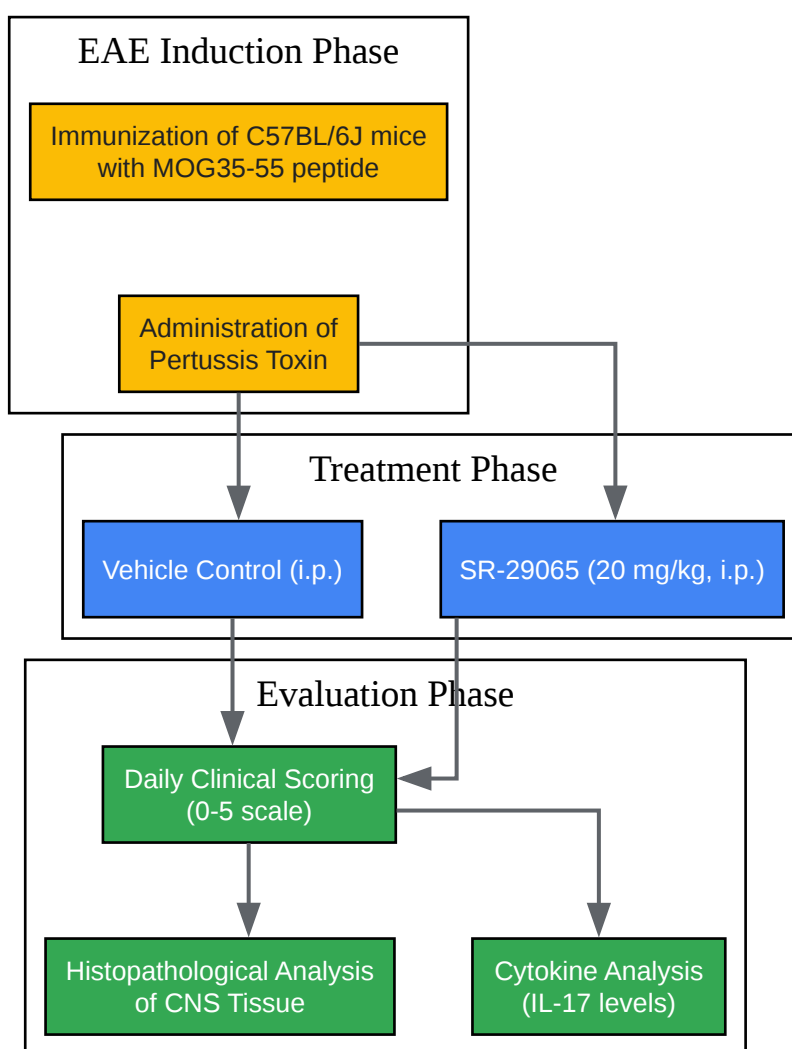 EAE Induction Phase
Immunization of C57BL/6J mice
with MOG35-55 peptide
Administration of
Pertussis Toxin
Treatment Phase
Vehicle Control (i.p.)
SR-29065 (20 mg/kg, i.p.)
Evaluation Phase
Daily Clinical Scoring
(0-5 scale)
Histopathological Analysis
of CNS Tissue
Cytokine Analysis
(IL-17 levels)